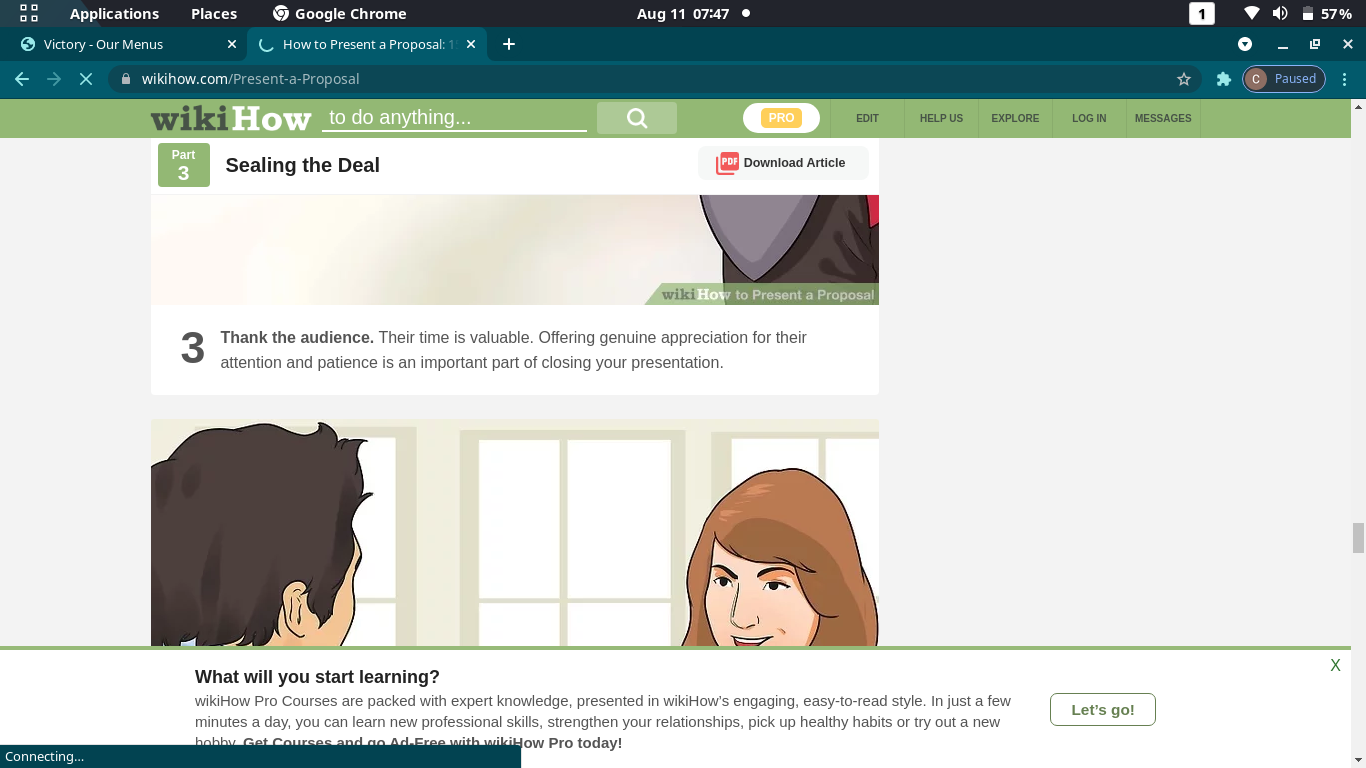 Applications Places Google Chrome Aug 11 07:47 1 57%
Victory - Our Menus How to Present a Proposal: 1
wikihow.com/Present-a-Proposal C Paused
wikiHow to do anything... PRO EDIT HELP US EXPLORE LOG IN MESSAGES
Part
3
Sealing the Deal
PDF Download Article
wikiHow to Present a Proposal
3 Thank the audience. Their time is valuable. Offering genuine appreciation for their
attention and patience is an important part of closing your presentation.
What will you start learning? X
wikiHow Pro Courses are packed with expert knowledge, presented in wikiHow’s engaging, easy-to-read style. In just a few
minutes a day, you can learn new professional skills, strengthen your relationships, pick up healthy habits or try out a new
hobby. Get Courses and go Ad-Free with wikiHow Pro today!
Let’s go!
Connecting...